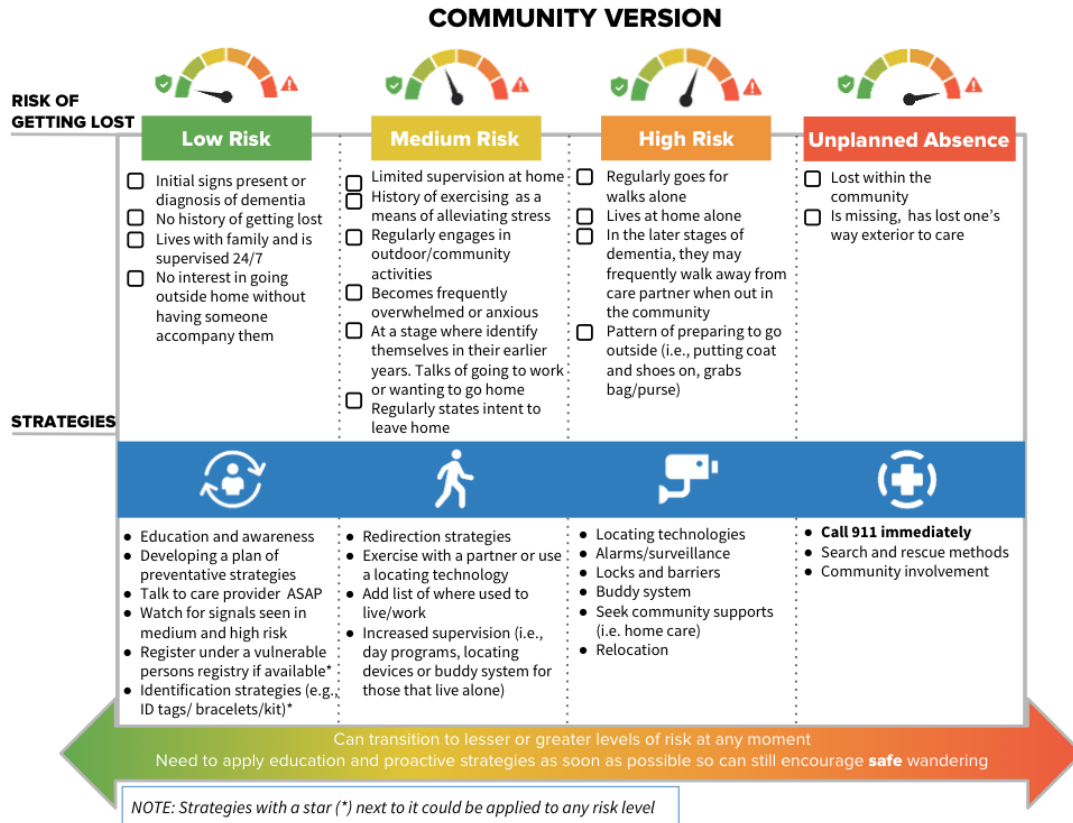 COMMUNITY VERSION
RISK OF
GETTING LOST
Low Risk
Initial signs present or
diagnosis of dementia
No history of getting lost
Lives with family and is
supervised 24/7
No interest in going
outside home without
having someone
accompany them
Medium Risk
Limited supervision at home
History of exercising as a
means of alleviating stress
Regularly engages in
outdoor/community
activities
Becomes frequently
overwhelmed or anxious
At a stage where identify
themselves in their earlier
years. Talks of going to work
or wanting to go home
Regularly states intent to
leave home
High Risk
Regularly goes for
walks alone
Lives at home alone
In the later stages of
dementia, they may
frequently walk away from
care partner when out in
the community
Pattern of preparing to go
outside (i.e., putting coat
and shoes on, grabs
bag/purse)
Unplanned Absence
Lost within the
community
Is missing, has lost one's
way exterior to care
STRATEGIES
● Education and awareness
● Developing a plan of
preventative strategies
● Talk to care provider ASAP
● Watch for signals seen in
medium and high risk
● Register under a vulnerable
persons registry if available*
● Identification strategies (e.g.,
ID tags/ bracelets/kit)*
● Redirection strategies
● Exercise with a partner or use
a locating technology
● Add list of where used to
live/work
● Increased supervision (i.e.,
day programs, locating
devices or buddy system for
those that live alone)
● Locating technologies
● Alarms/surveillance
● Locks and barriers
● Buddy system
● Seek community supports
(i.e. home care)
● Relocation
● Call 911 immediately
● Search and rescue methods
● Community involvement
Can transition to lesser or greater levels of risk at any moment
Need to apply education and proactive strategies as soon as possible so can still encourage safe wandering
NOTE: Strategies with a star (*) next to it could be applied to any risk level